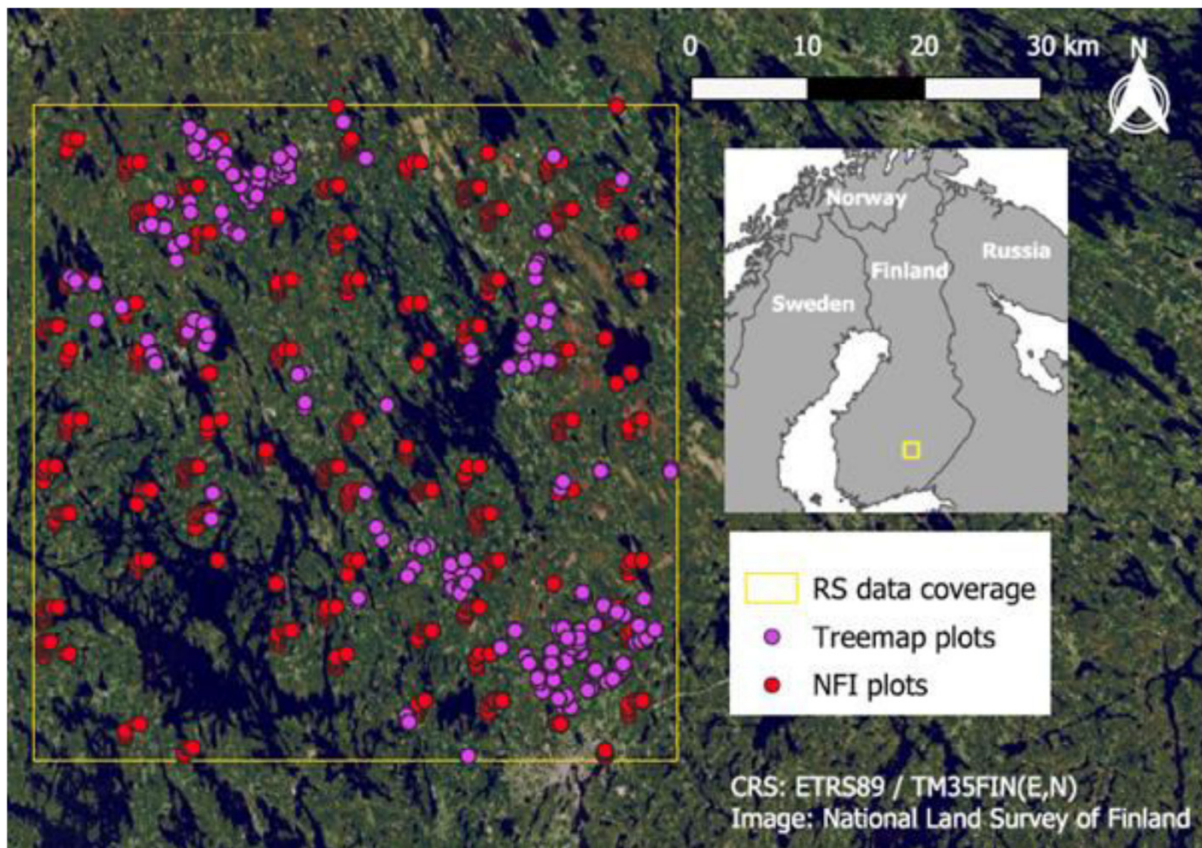 0 10 20 30 km
N
Norway
Finland
Russia
Sweden
RS data coverage
Treemap plots
NFI plots
CRS: ETRS89 / TM35FIN(E,N)
Image: National Land Survey of Finland